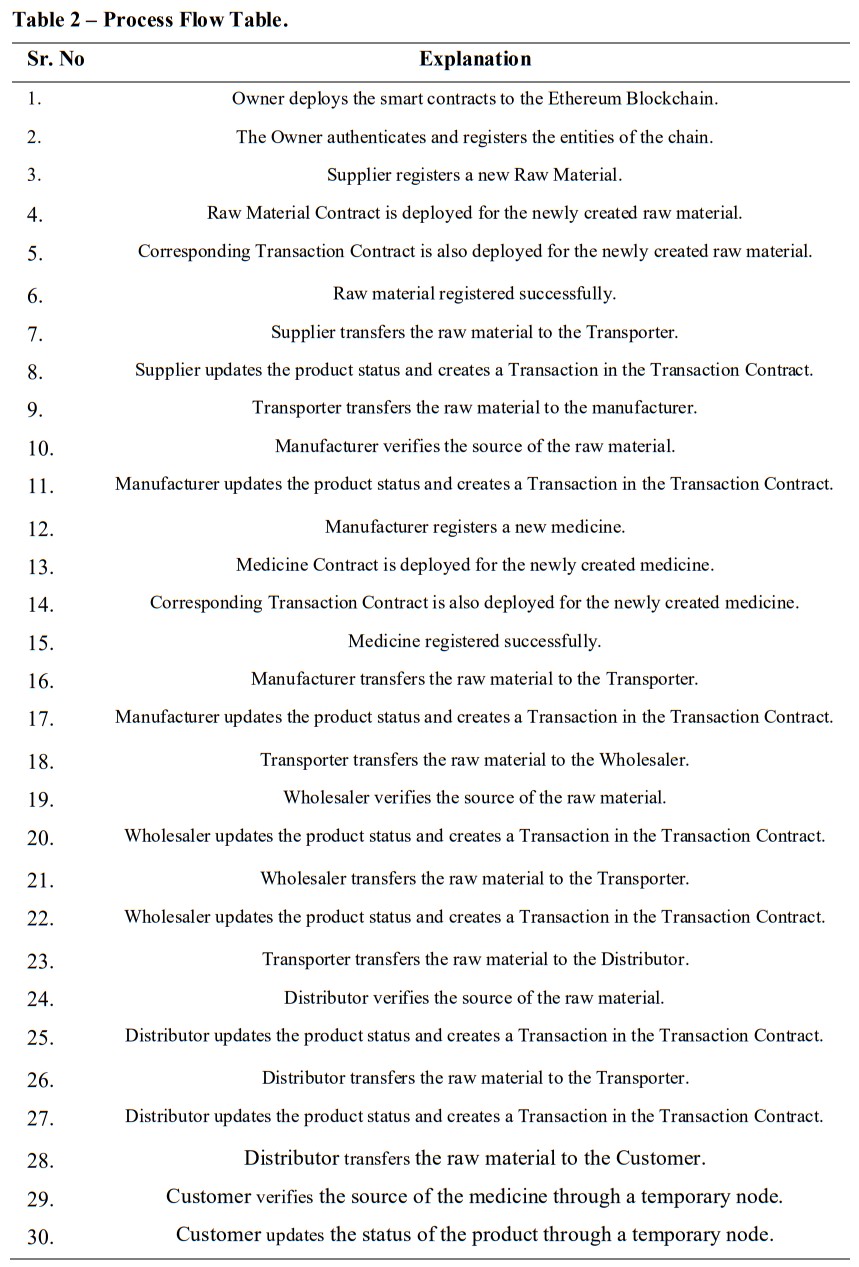 Table 2 – Process Flow Table.
Sr. No Explanation
1. Owner deploys the smart contracts to the Ethereum Blockchain.
2. The Owner authenticates and registers the entities of the chain.
3. Supplier registers a new Raw Material.
4. Raw Material Contract is deployed for the newly created raw material.
5. Corresponding Transaction Contract is also deployed for the newly created raw material.
6. Raw material registered successfully.
7. Supplier transfers the raw material to the Transporter.
8. Supplier updates the product status and creates a Transaction in the Transaction Contract.
9. Transporter transfers the raw material to the manufacturer.
10. Manufacturer verifies the source of the raw material.
11. Manufacturer updates the product status and creates a Transaction in the Transaction Contract.
12. Manufacturer registers a new medicine.
13. Medicine Contract is deployed for the newly created medicine.
14. Corresponding Transaction Contract is also deployed for the newly created medicine.
15. Medicine registered successfully.
16. Manufacturer transfers the raw material to the Transporter.
17. Manufacturer updates the product status and creates a Transaction in the Transaction Contract.
18. Transporter transfers the raw material to the Wholesaler.
19. Wholesaler verifies the source of the raw material.
20. Wholesaler updates the product status and creates a Transaction in the Transaction Contract.
21. Wholesaler transfers the raw material to the Transporter.
22. Wholesaler updates the product status and creates a Transaction in the Transaction Contract.
23. Transporter transfers the raw material to the Distributor.
24. Distributor verifies the source of the raw material.
25. Distributor updates the product status and creates a Transaction in the Transaction Contract.
26. Distributor transfers the raw material to the Transporter.
27. Distributor updates the product status and creates a Transaction in the Transaction Contract.
28. Distributor transfers the raw material to the Customer.
29. Customer verifies the source of the medicine through a temporary node.
30. Customer updates the status of the product through a temporary node.